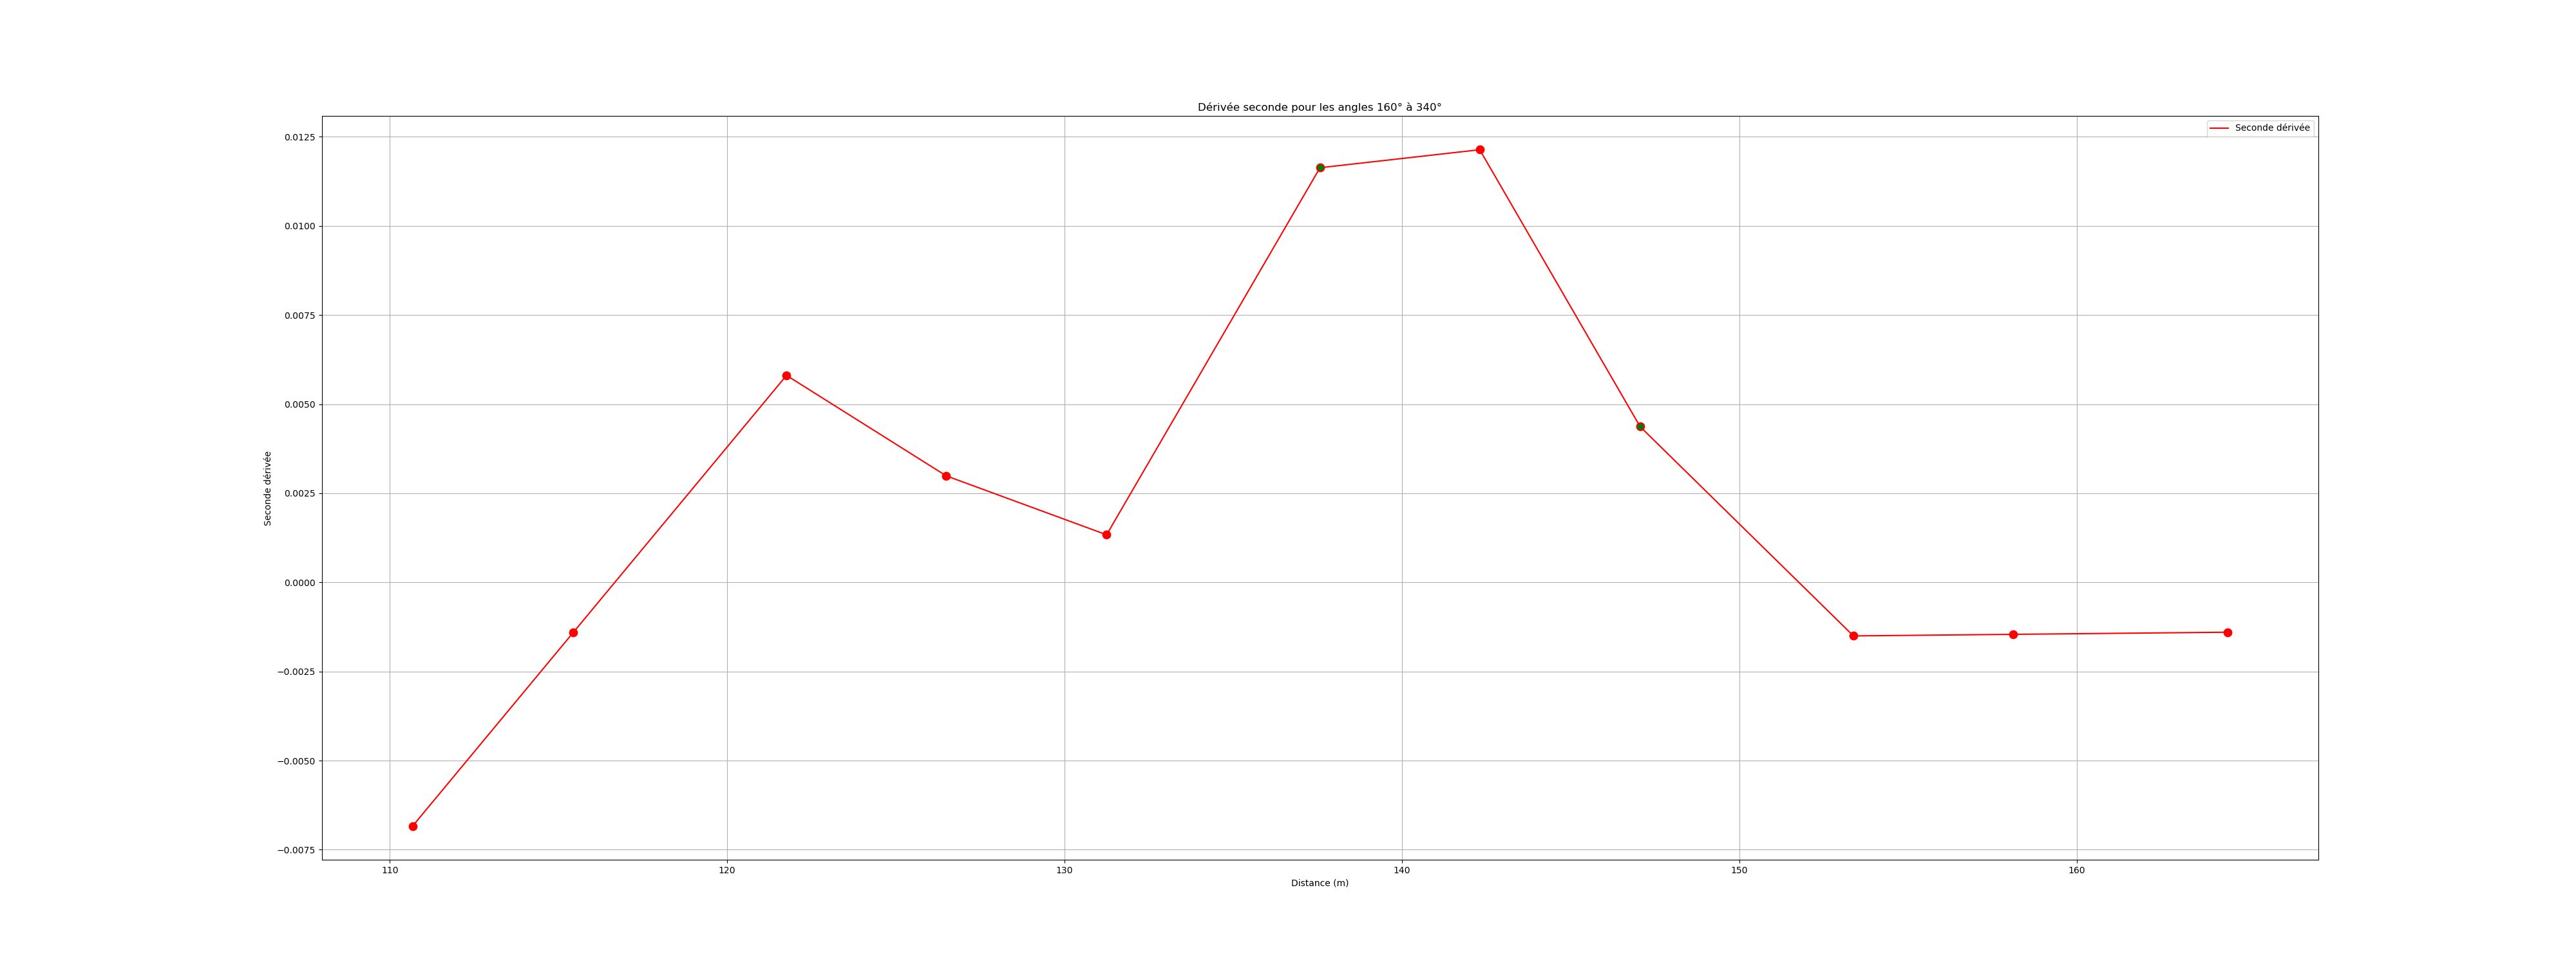 Dérivée seconde pour les angles 160° à 340°
Seconde dérivée
0.0125
0.0100
0.0075
0.0050
0.0025
0.0000
−0.0025
−0.0050
−0.0075
Seconde dérivée
110 120 130 140 150 160
Distance (m)